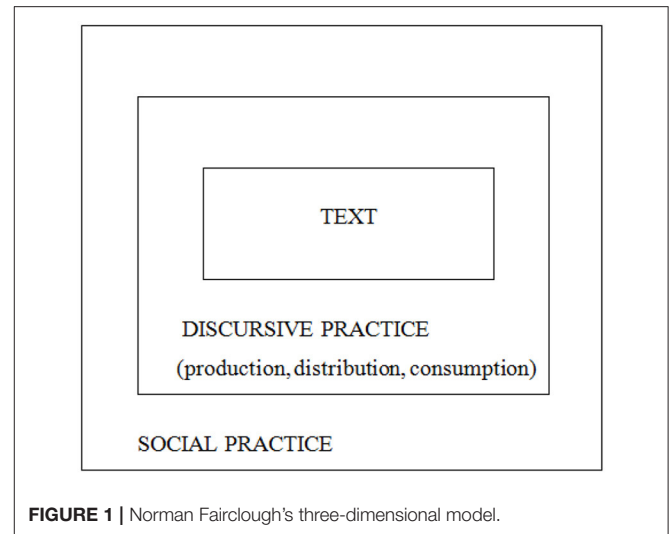 TEXT
DISCURSIVE PRACTICE
(production, distribution, consumption)
SOCIAL PRACTICE
FIGURE 1 | Norman Fairclough's three-dimensional model.